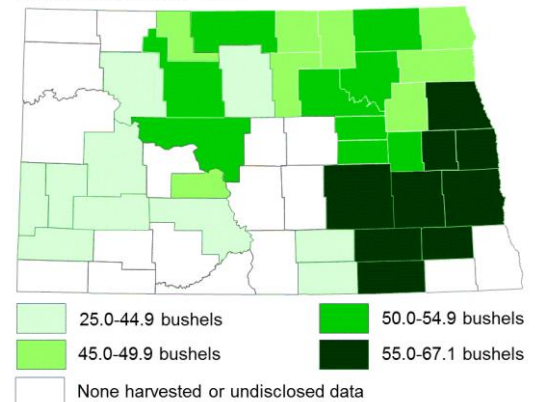 25.0-44.9 bushels
50.0-54.9 bushels
45.0-49.9 bushels
55.0-67.1 bushels
None harvested or undisclosed data